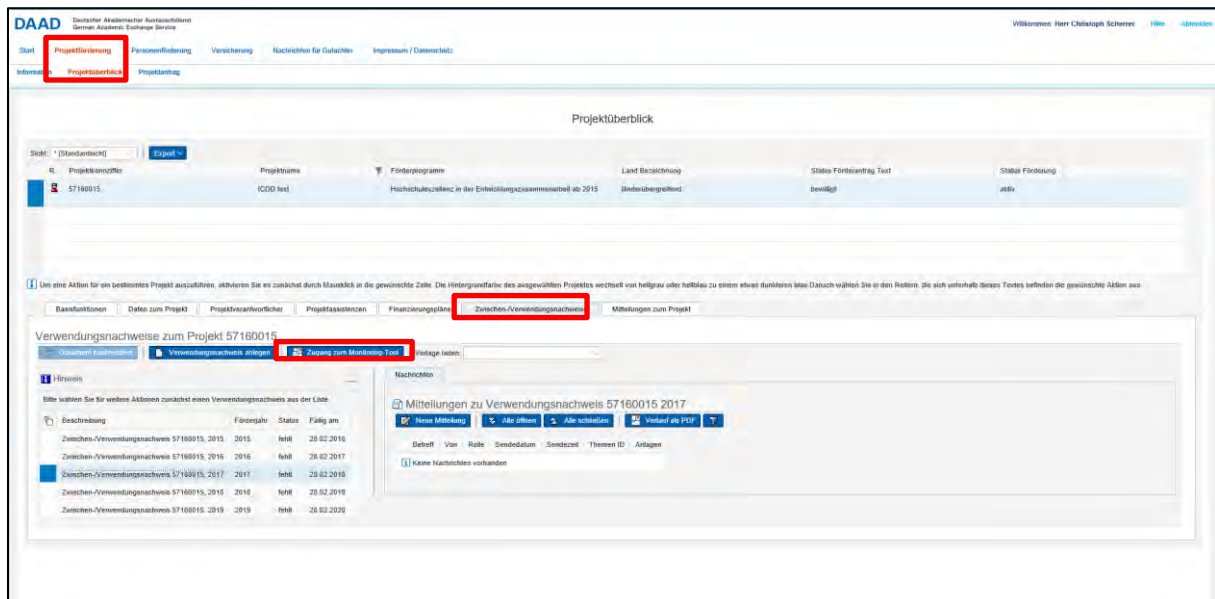 DAAD Deutscher Akademischer Austauschdienst
German Academic Exchange Service
Willkommen: Herr Christoph Scherrer Hilfe Abmelden
Start Projektförderung Personenförderung Versicherung Nachrichten für Gutachter Impressum / Datenschutz
Information Projektüberblick Projektantrag
Projektüberblick
Sicht: * [Standardsicht] Export
R. Projektkennziffer Projektname Förderprogramm Land Bezeichnung Status Förderantrag Text Status Förderung
57160015 ICDD test Hochschulexzellenz in der Entwicklungszusammenarbeit ab 2015 länderübergreifend bewilligt aktiv
Um eine Aktion für ein bestimmtes Projekt auszuführen, aktivieren Sie es zunächst durch Mausklick in die gewünschte Zeile. Die Hintergrundfarbe des ausgewählten Projektes wechselt von hellgrau oder hellblau zu einem etwas dunkleren blau. Danach wählen Sie in den Reitern, die sich unterhalb dieses Textes befinden die gewünschte Aktion aus.
Basisfunktionen Daten zum Projekt Projektverantwortlicher Projektassistenzen Finanzierungspläne Zwischen-/Verwendungsnachweise Mitteilungen zum Projekt
Verwendungsnachweise zum Projekt 57160015
Dokument nachreichen Verwendungsnachweis anlegen Zugang zum Monitoring-Tool Vorlage laden:
Hinweis
Bitte wählen Sie für weitere Aktionen zunächst einen Verwendungsnachweis aus der Liste
Beschreibung Förderjahr Status Fällig am
Zwischen-/Verwendungsnachweis 57160015, 2015 2015 fehlt 28.02.2016
Zwischen-/Verwendungsnachweis 57160015, 2016 2016 fehlt 28.02.2017
Zwischen-/Verwendungsnachweis 57160015, 2017 2017 fehlt 28.02.2018
Zwischen-/Verwendungsnachweis 57160015, 2018 2018 fehlt 28.02.2019
Zwischen-/Verwendungsnachweis 57160015, 2019 2019 fehlt 28.02.2020
Nachrichten
Mitteilungen zu Verwendungsnachweis 57160015 2017
Neue Mitteilung Alle öffnen Alle schließen Verlauf als PDF
Betreff Von Rolle Sendedatum Sendezeit Themen ID Anlagen
Keine Nachrichten vorhanden